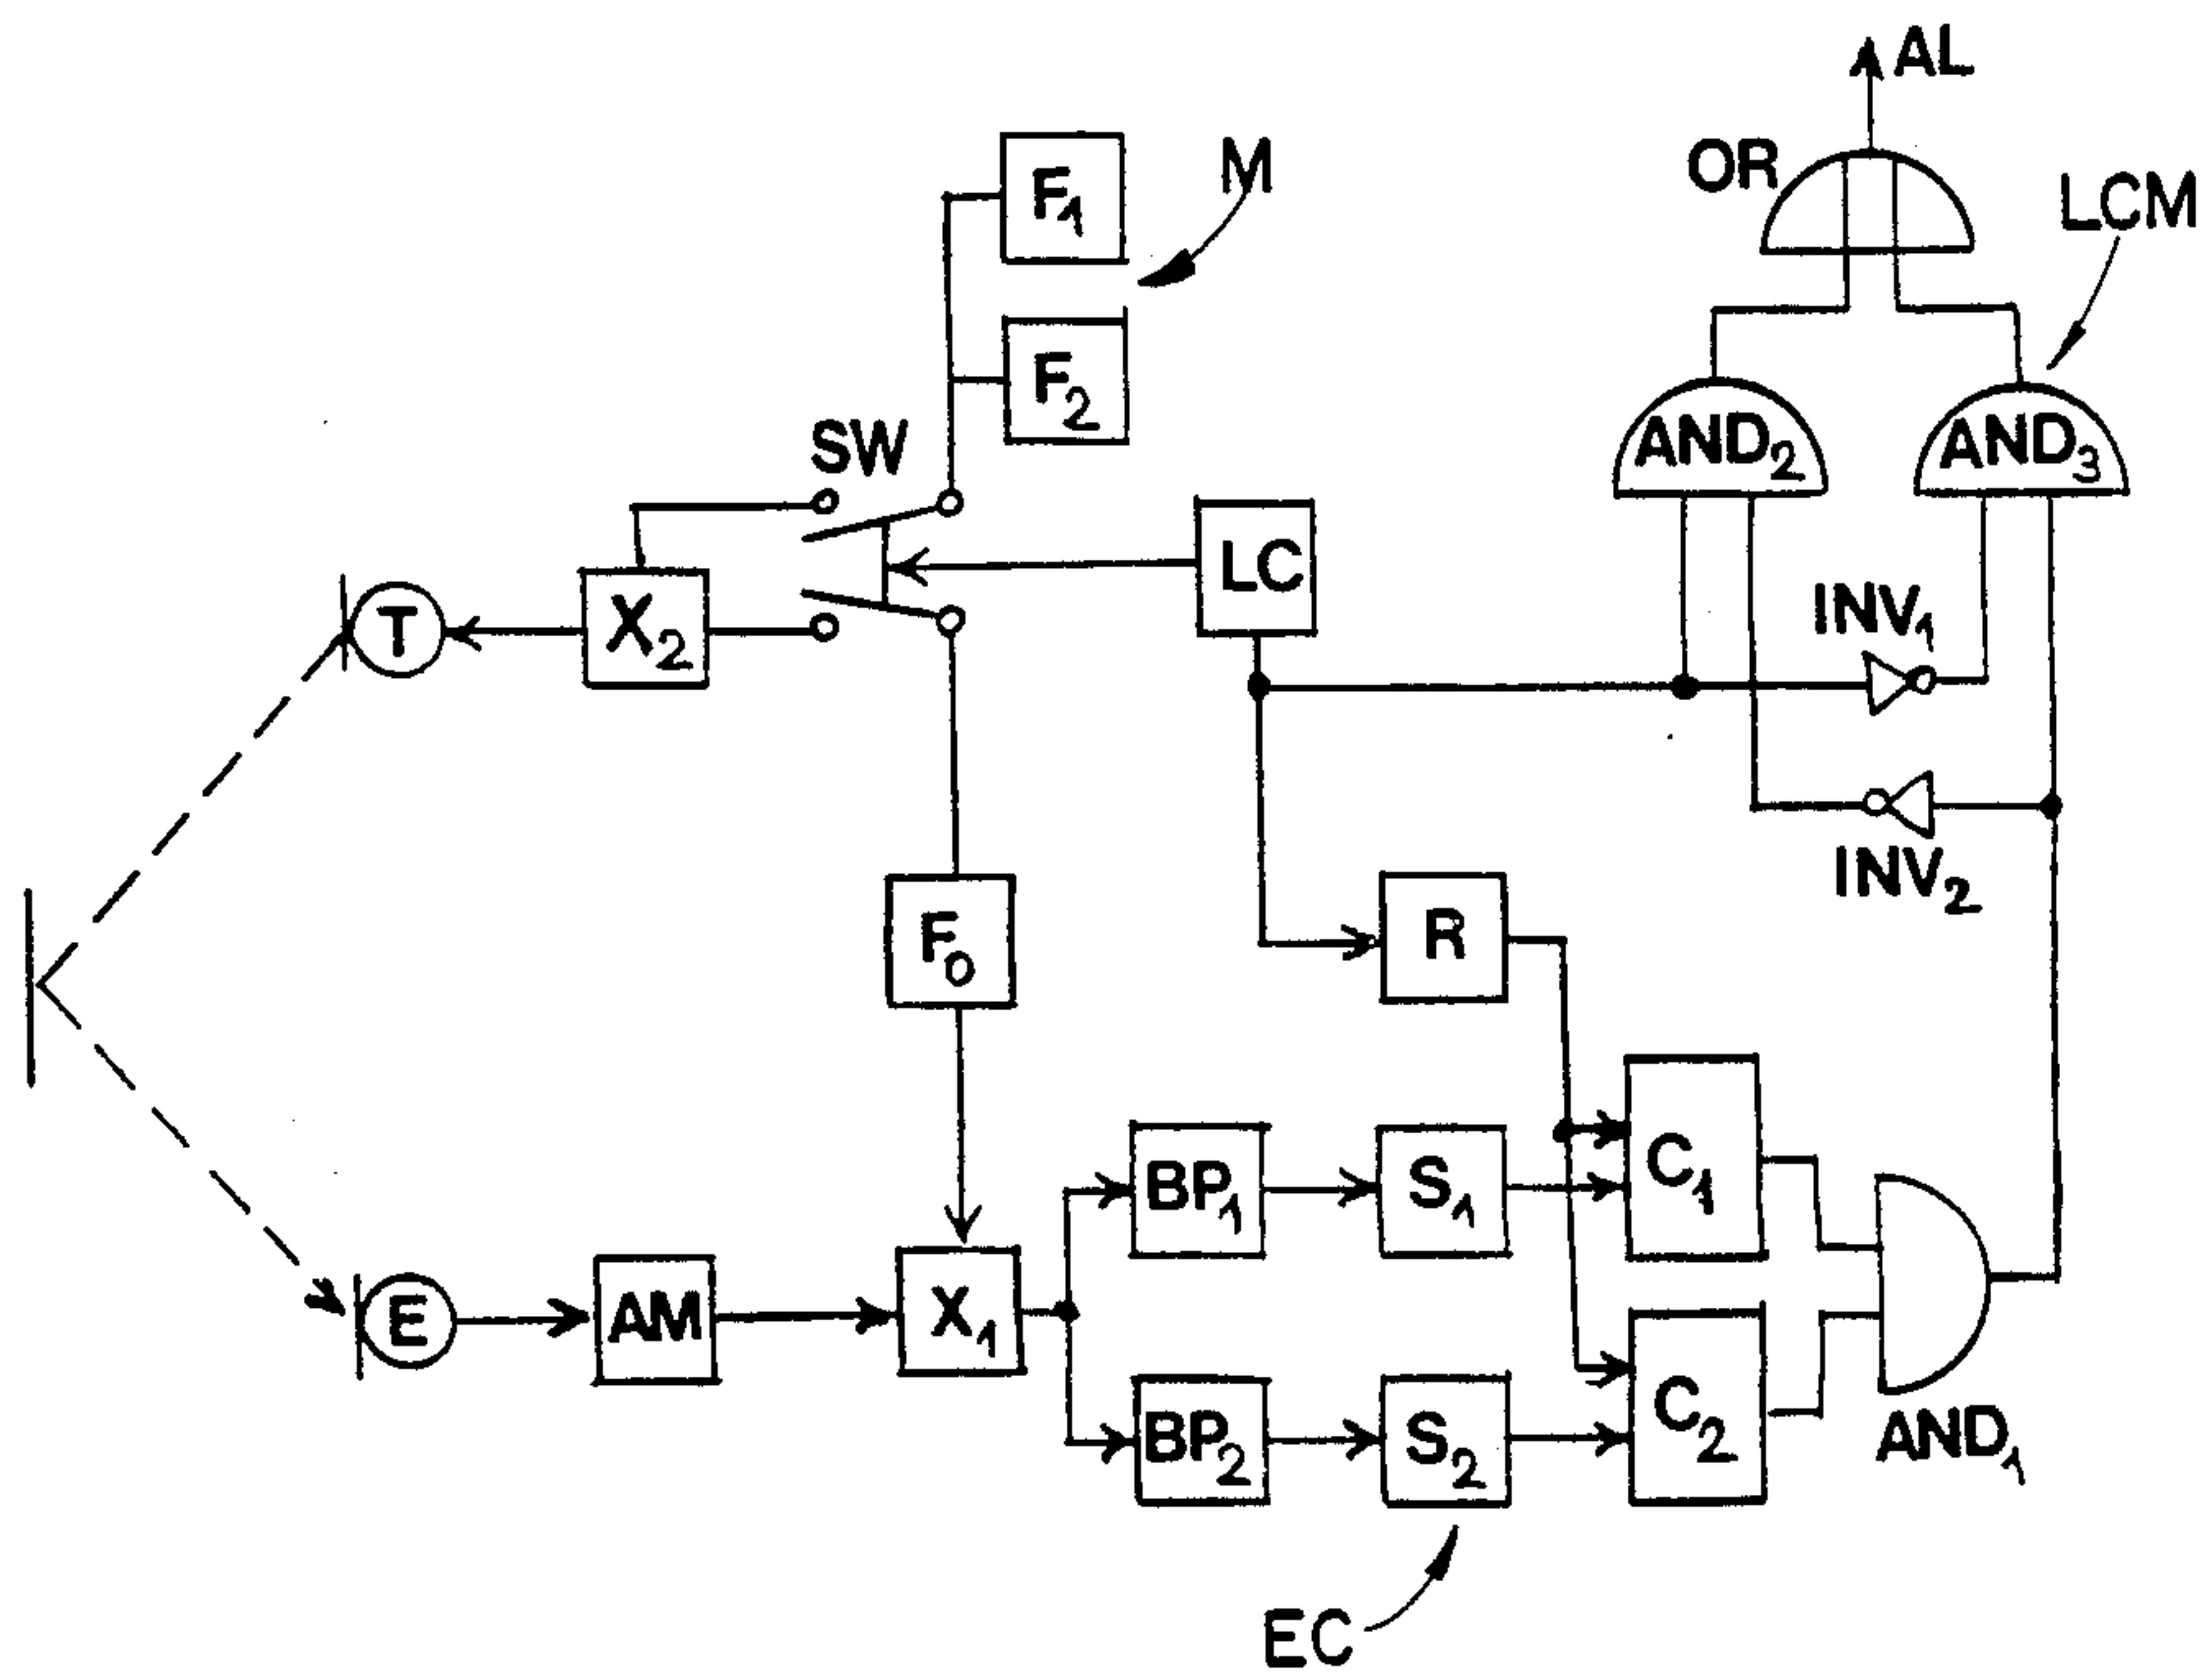 AL
OR
M
LCM
F1
F2
SW
AND2
AND3
LC
INV1
T
X2
INV2
F0
R
C1
BP1
S1
E
AM
X1
C2
BP2
S2
AND1
EC